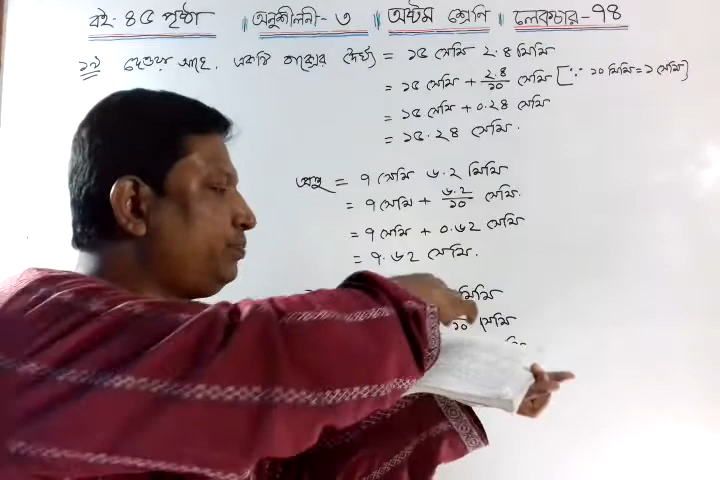 বই- ৪৫ পৃষ্ঠা । অনুশীলনী- ৩ । অষ্টম শ্রেণি । লেকচার- ৭৪
দেওয়া আছে, একটি বাক্সের দৈর্ঘ্য = ১৫ সেমি ২.৪ মিমি
= ১৫ সেমি + ২.৪/১০ সেমি [∵ ১০ মিমি = ১ সেমি]
= ১৫ সেমি + ০.২৪ সেমি
= ১৫.২৪ সেমি.
প্রস্থ = ৭ সেমি ৬.২ মিমি
= ৭ সেমি + ৬.২/১০ সেমি.
= ৭ সেমি + ০.৬২ সেমি
= ৭.৬২ সেমি.
মিমি
১০ সেমি